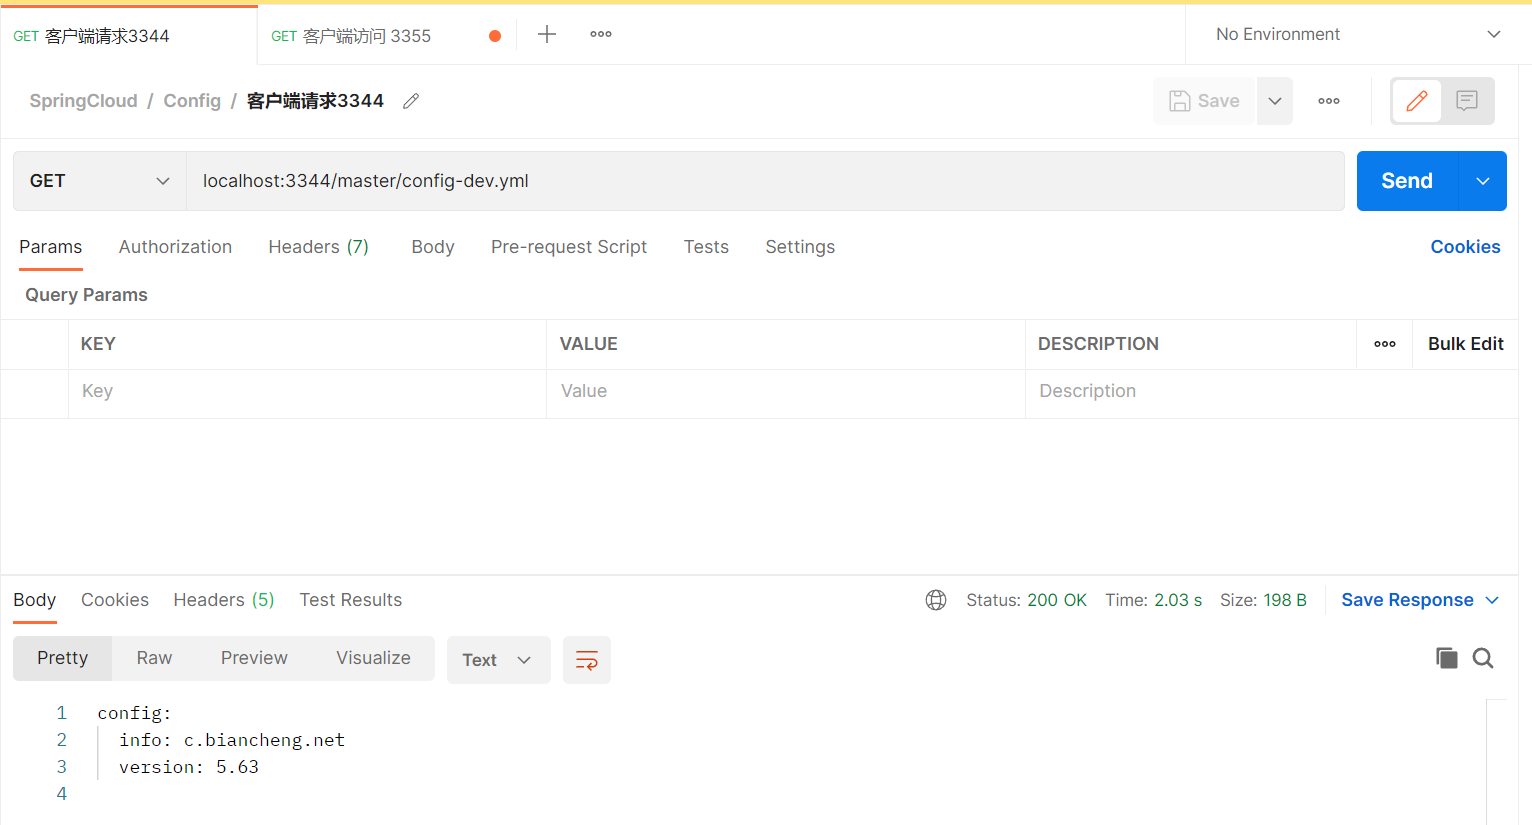 GET 客户端请求3344 GET 客户端访问 3355 No Environment
SpringCloud / Config / 客户端请求3344 Save
GET localhost:3344/master/config-dev.yml Send
Params Authorization Headers (7) Body Pre-request Script Tests Settings Cookies
Query Params
KEY VALUE DESCRIPTION Bulk Edit
Key Value Description
Body Cookies Headers (5) Test Results Status: 200 OK Time: 2.03 s Size: 198 B Save Response
Pretty Raw Preview Visualize Text
1 config:
2 info: c.biancheng.net
3 version: 5.63
4